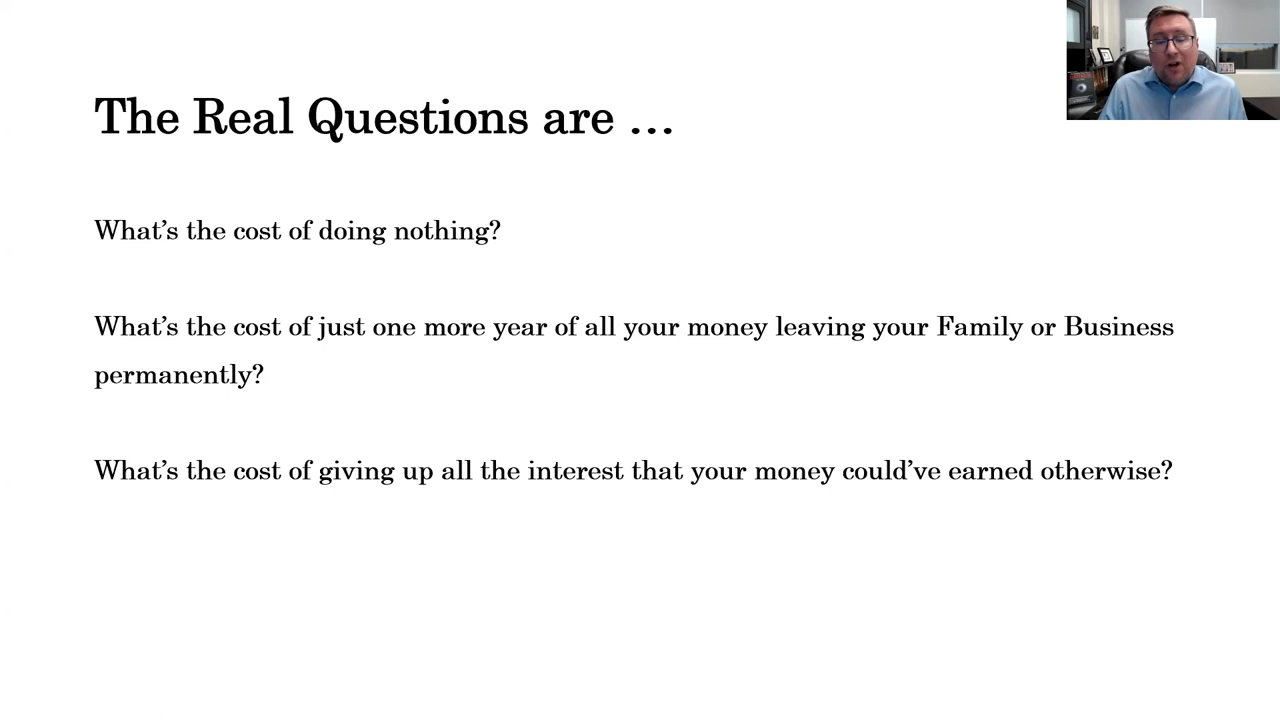 The Real Questions are …
What’s the cost of doing nothing?
What’s the cost of just one more year of all your money leaving your Family or Business
permanently?
What’s the cost of giving up all the interest that your money could’ve earned otherwise?